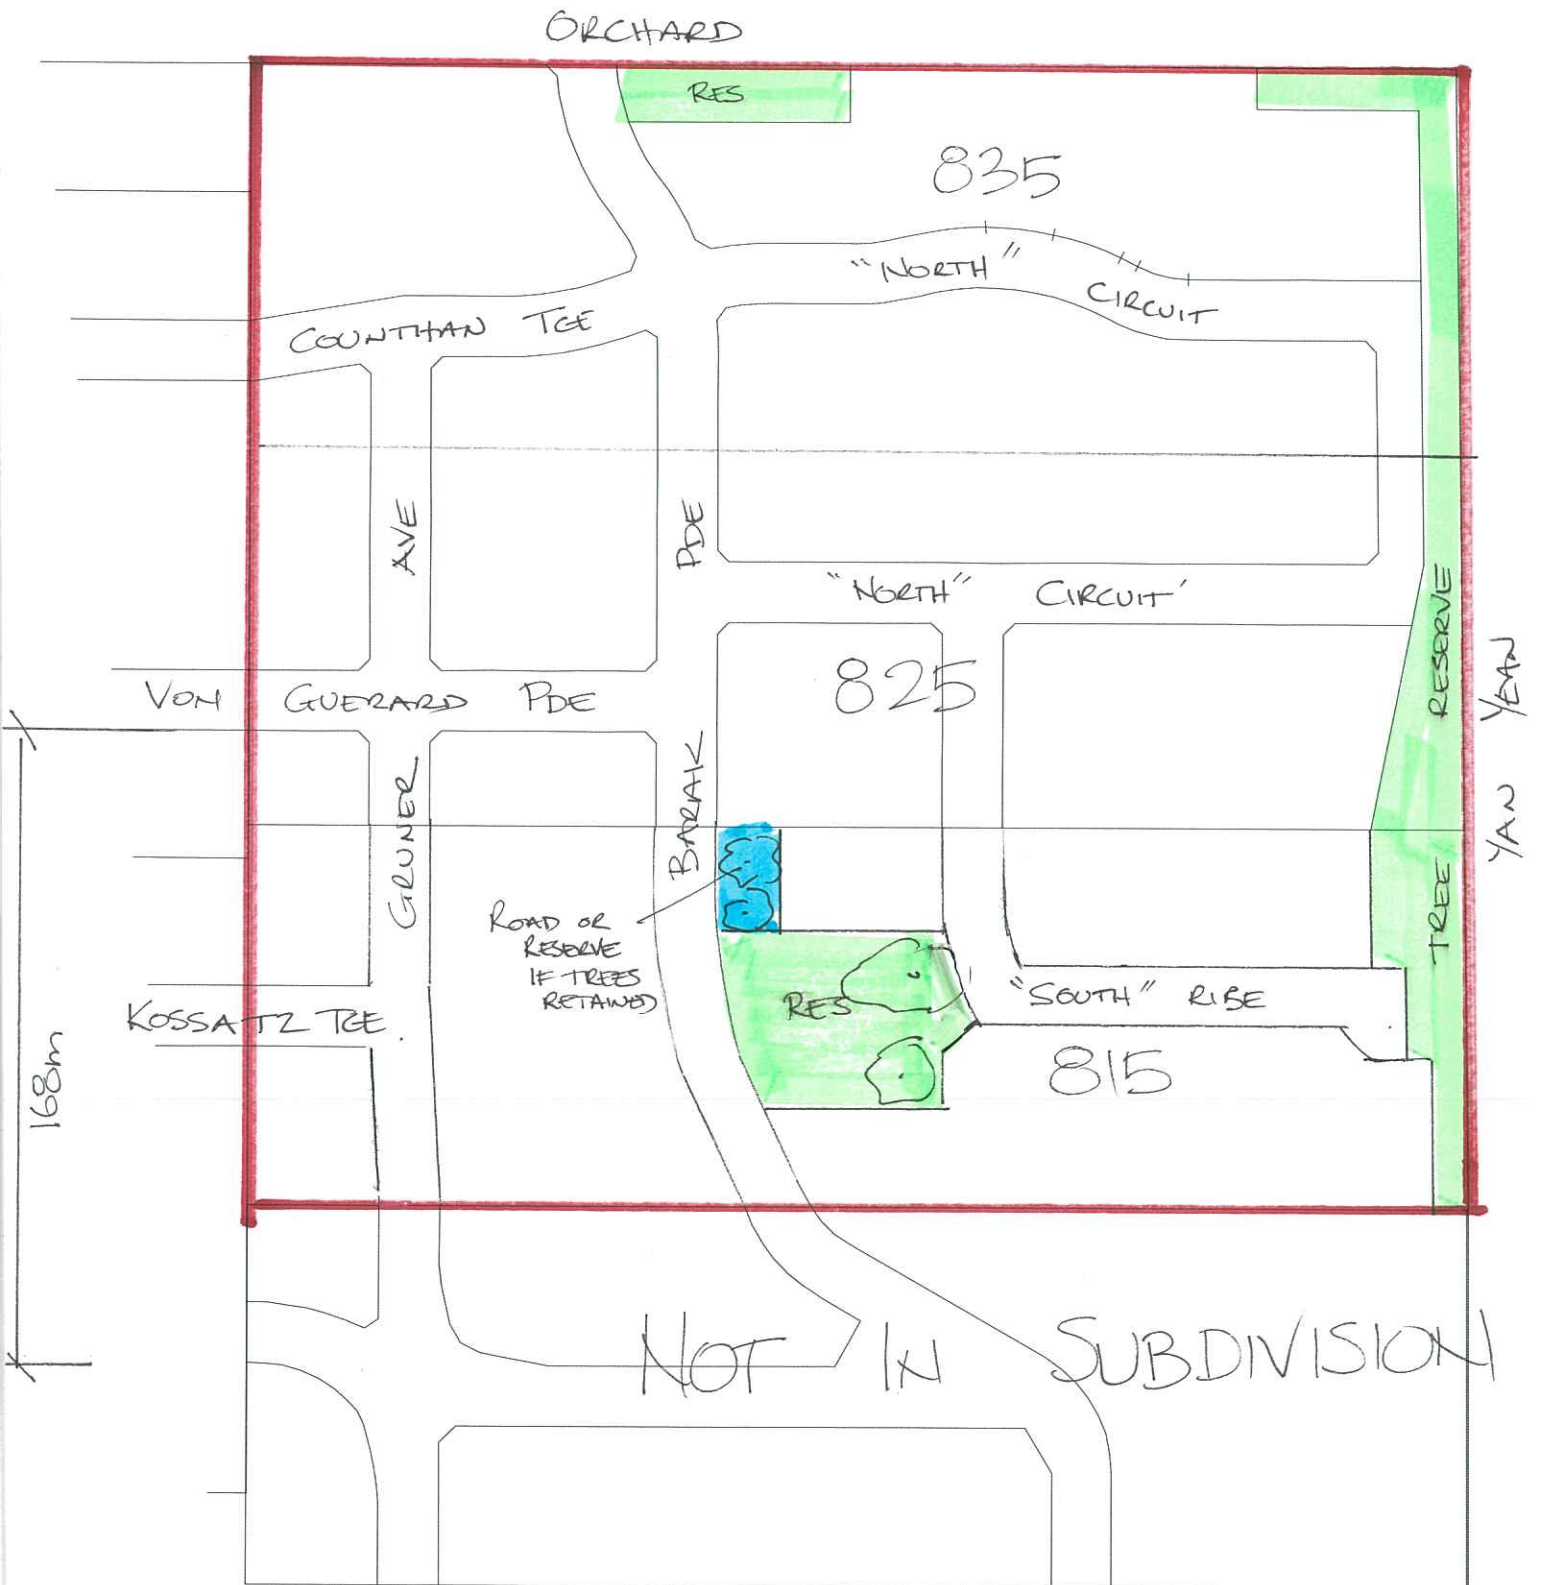 ORCHARD
RES
835
"NORTH"
CIRCUIT
COUNTHAN TCE
AVE
PDE
"NORTH" CIRCUIT'
RESERVE
YEAN
825
VON GUERARD PDE
GRUNER
BARAK
YAN
TREE
ROAD OR
RESERVE
IF TREES
RETAINED
RES
"SOUTH" RISE
KOSSATZ TCE
815
168m
NOT IN SUBDIVISION